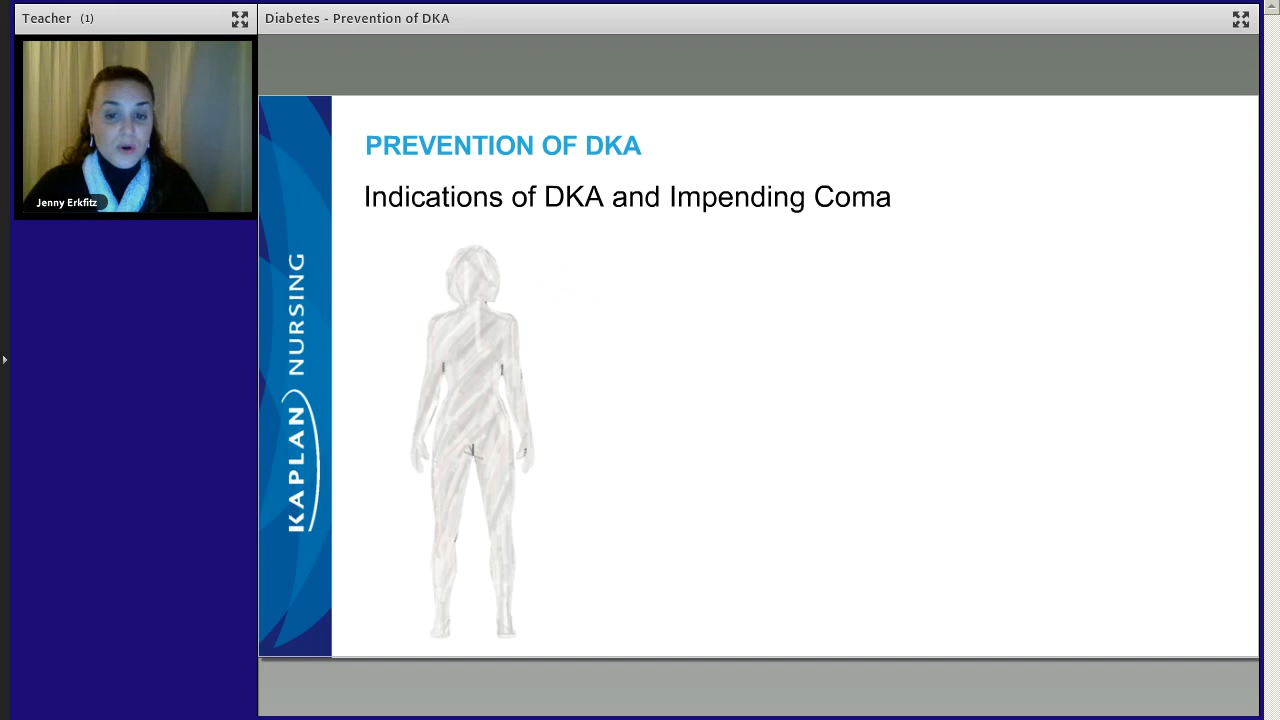 Teacher (1)
Jenny Erkfitz
Diabetes - Prevention of DKA
PREVENTION OF DKA
Indications of DKA and Impending Coma
KAPLAN NURSING